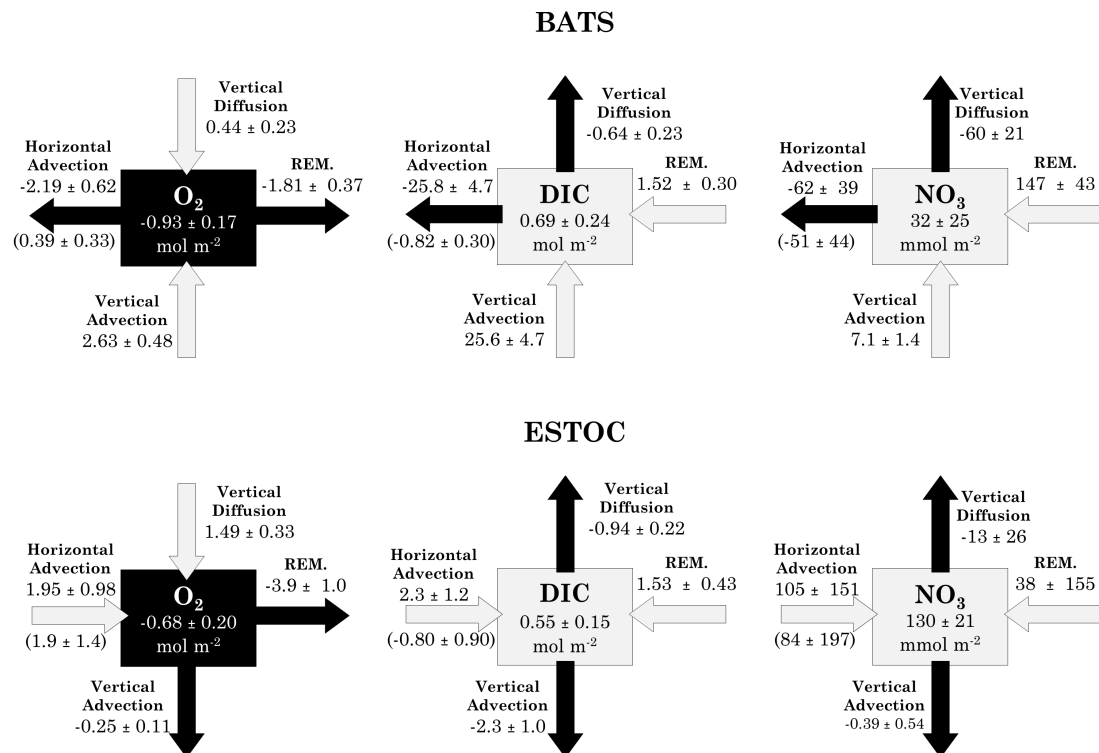 BATS
Vertical
Diffusion
0.44 ± 0.23
Horizontal
Advection
-2.19 ± 0.62
(0.39 ± 0.33)
O₂
-0.93 ± 0.17
mol m⁻²
REM.
-1.81 ± 0.37
Vertical
Advection
2.63 ± 0.48
Vertical
Diffusion
-0.64 ± 0.23
Horizontal
Advection
-25.8 ± 4.7
(-0.82 ± 0.30)
DIC
0.69 ± 0.24
mol m⁻²
REM.
1.52 ± 0.30
Vertical
Advection
25.6 ± 4.7
Vertical
Diffusion
-60 ± 21
Horizontal
Advection
-62 ± 39
(-51 ± 44)
NO₃
32 ± 25
mmol m⁻²
REM.
147 ± 43
Vertical
Advection
7.1 ± 1.4
ESTOC
Vertical
Diffusion
1.49 ± 0.33
Horizontal
Advection
1.95 ± 0.98
(1.9 ± 1.4)
O₂
-0.68 ± 0.20
mol m⁻²
REM.
-3.9 ± 1.0
Vertical
Advection
-0.25 ± 0.11
Vertical
Diffusion
-0.94 ± 0.22
Horizontal
Advection
2.3 ± 1.2
(-0.80 ± 0.90)
DIC
0.55 ± 0.15
mol m⁻²
REM.
1.53 ± 0.43
Vertical
Advection
-2.3 ± 1.0
Vertical
Diffusion
-13 ± 26
Horizontal
Advection
105 ± 151
(84 ± 197)
NO₃
130 ± 21
mmol m⁻²
REM.
38 ± 155
Vertical
Advection
-0.39 ± 0.54